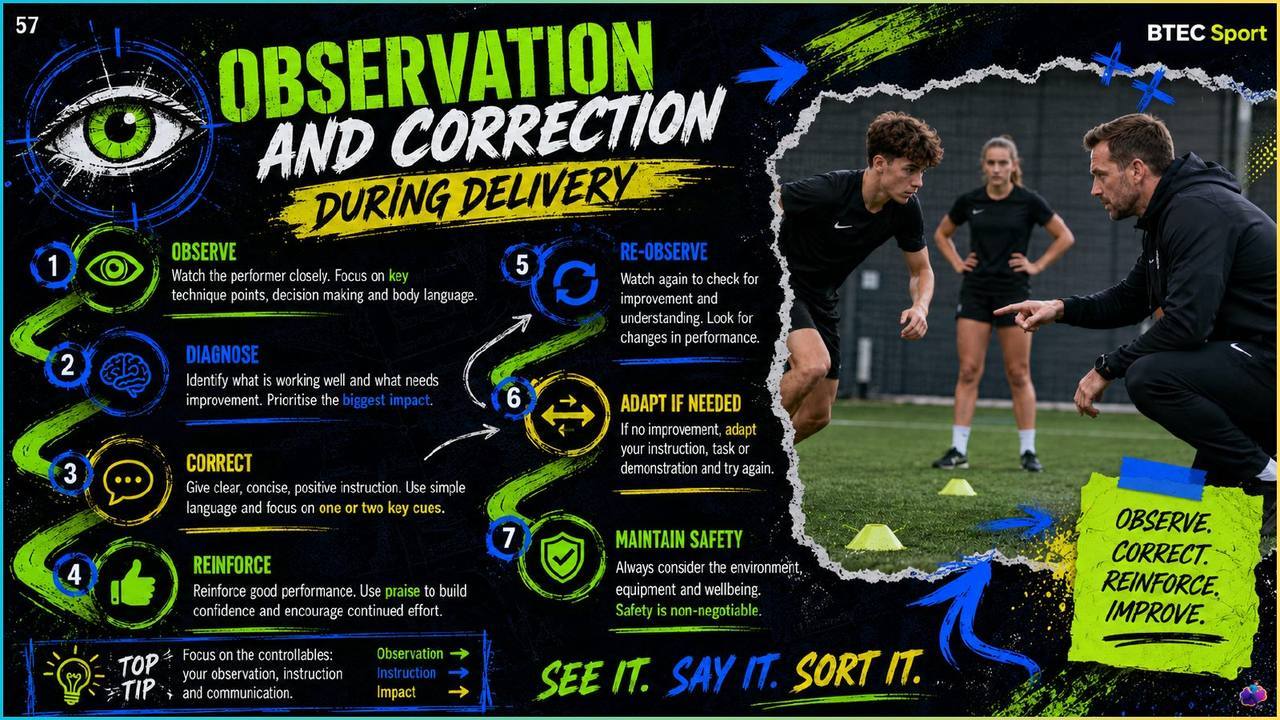 57
BTEC Sport
OBSERVATION
AND CORRECTION
DURING DELIVERY
1
OBSERVE
Watch the performer closely. Focus on key
technique points, decision making and body language.
2
DIAGNOSE
Identify what is working well and what needs
improvement. Prioritise the biggest impact.
3
CORRECT
Give clear, concise, positive instruction. Use simple
language and focus on one or two key cues.
4
REINFORCE
Reinforce good performance. Use praise to build
confidence and encourage continued effort.
5
RE-OBSERVE
Watch again to check for
improvement and
understanding. Look for
changes in performance.
6
ADAPT IF NEEDED
If no improvement, adapt
your instruction, task or
demonstration and try again.
7
MAINTAIN SAFETY
Always consider the environment,
equipment and wellbeing.
Safety is non-negotiable.
TOP
TIP
Focus on the controllables:
your observation, instruction
and communication.
Observation →
Instruction →
Impact →
SEE IT. SAY IT. SORT IT.
OBSERVE.
CORRECT.
REINFORCE.
IMPROVE.